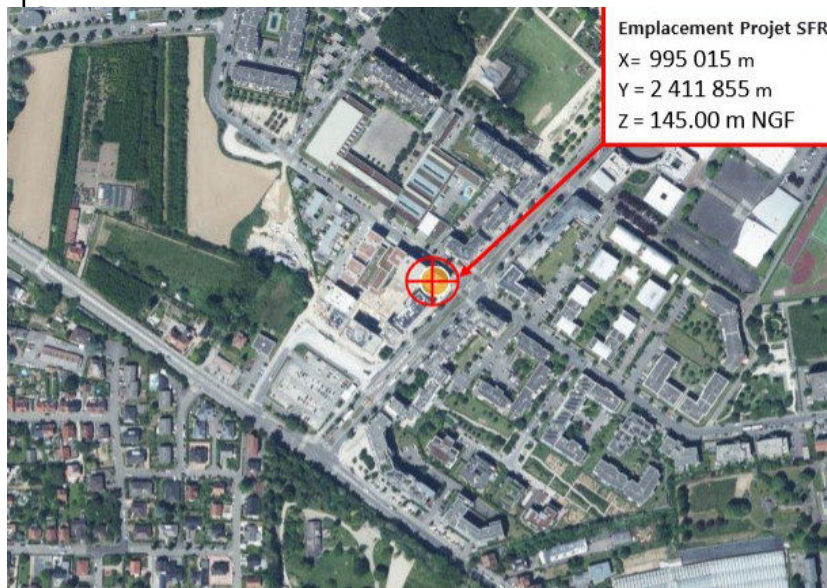 Emplacement Projet SFR
X= 995 015 m
Y = 2 411 855 m
Z = 145.00 m NGF